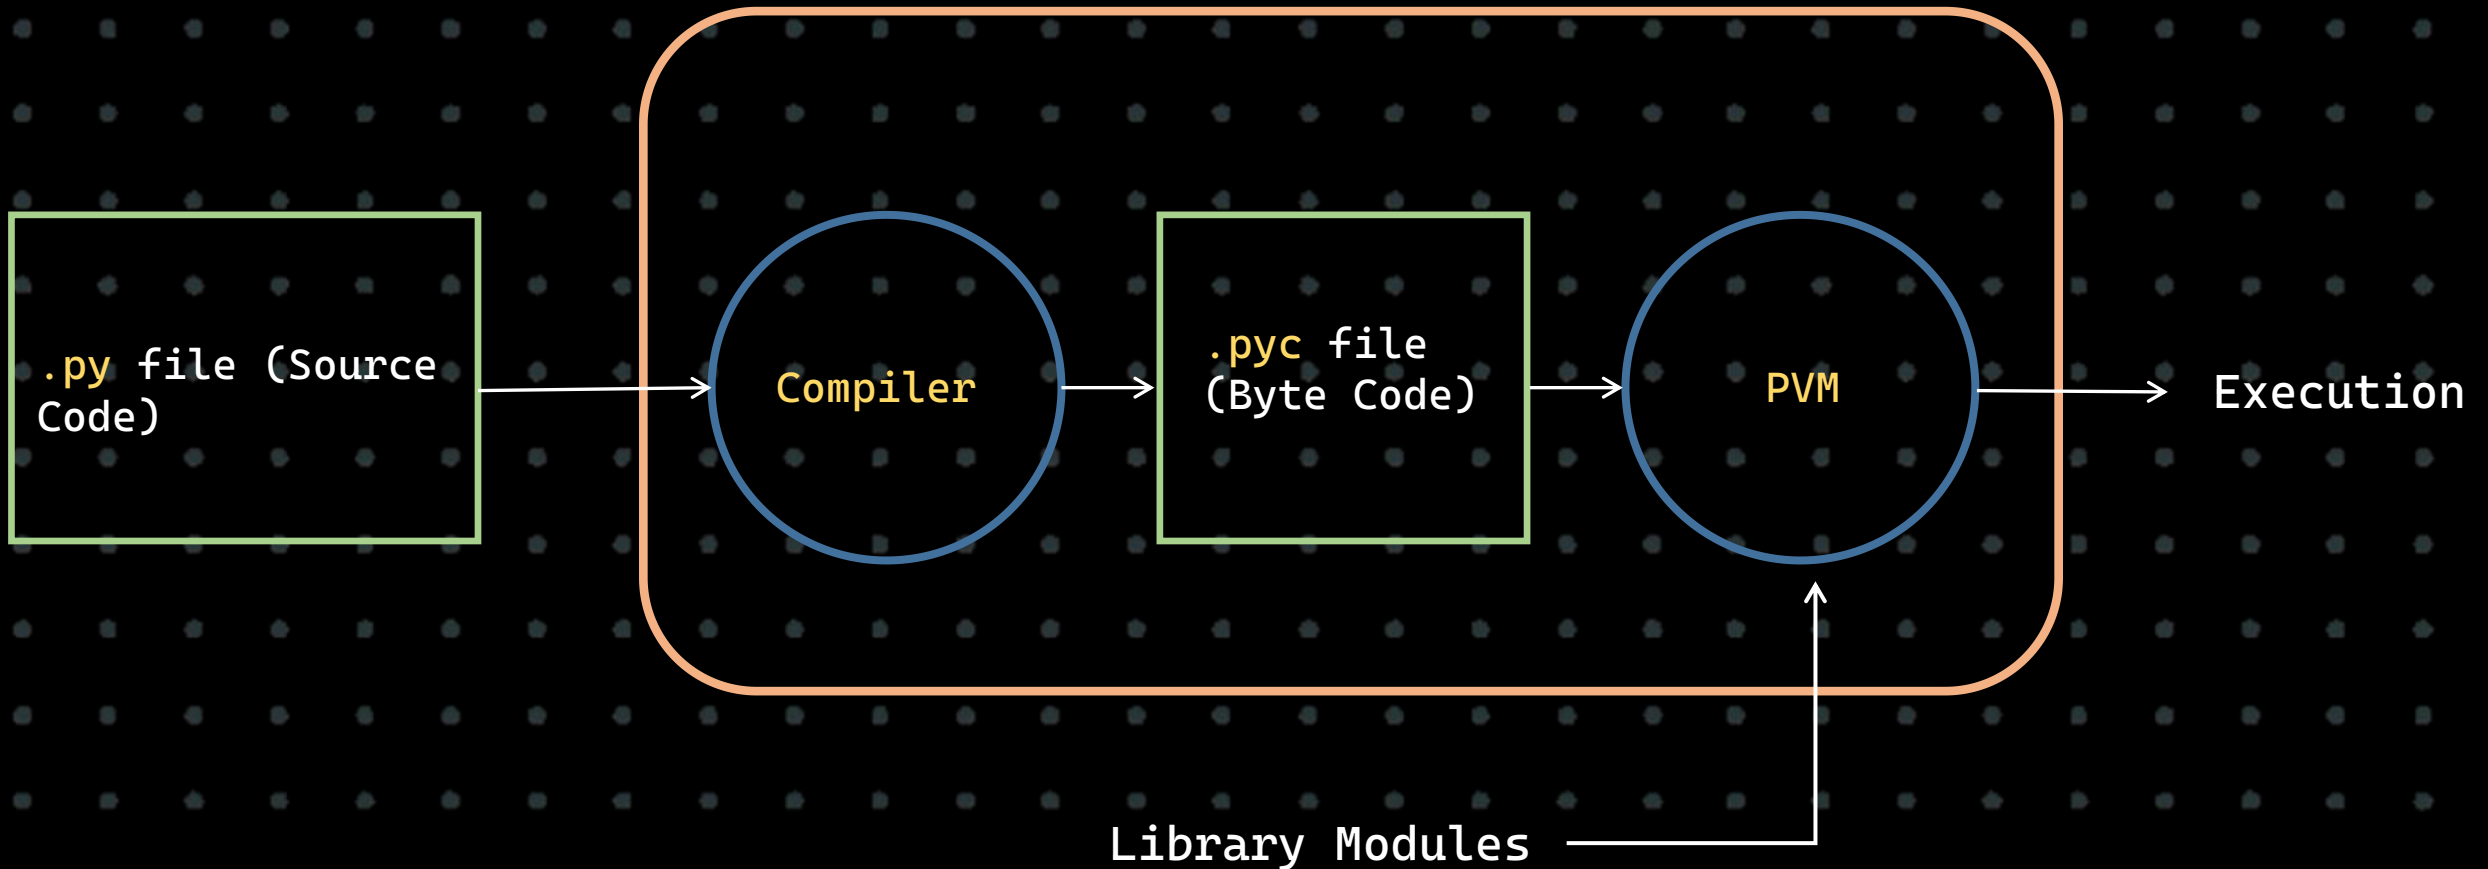 .py file (Source
Code)
Compiler
.pyc file
(Byte Code)
PVM
Execution
Library Modules